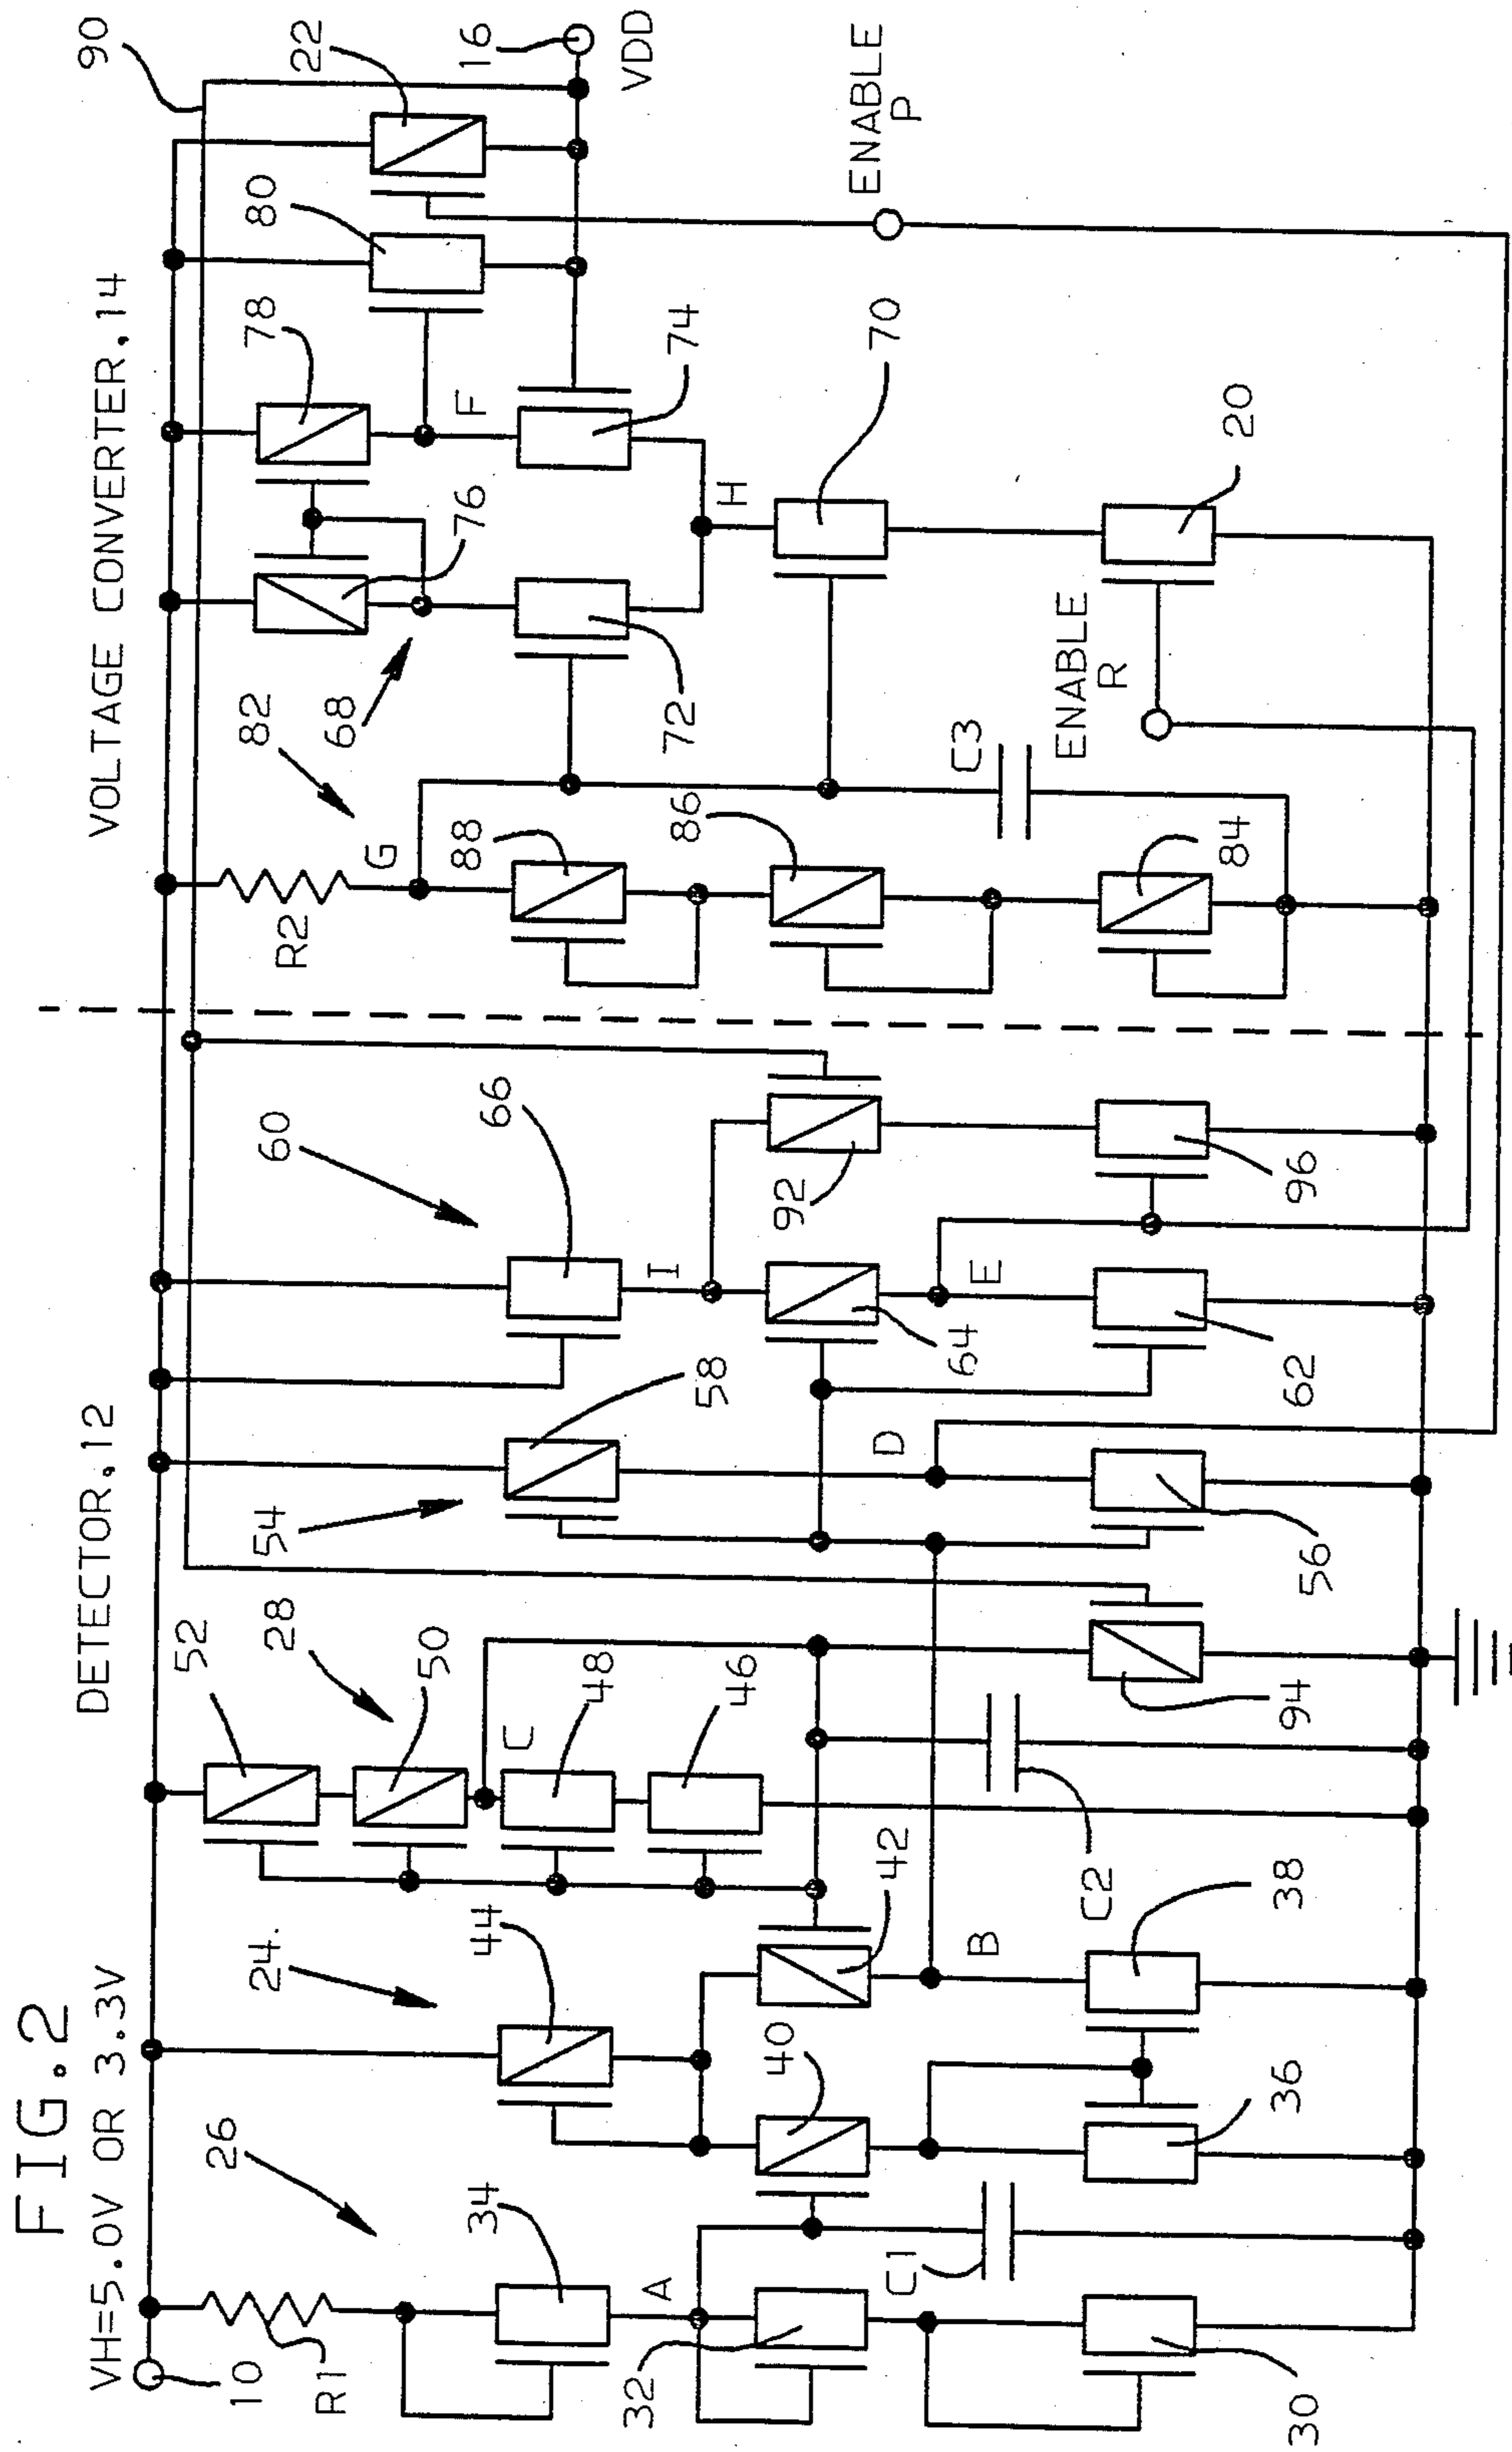 FIG.2
VH=5.0V OR 3.3V
DETECTOR,12
VOLTAGE CONVERTER,14
90
10
R1
26
34
A
32
30
C1
24.
44
40
42
36
38
B
52
28
50
C
48
46
C2
94
54
58
D
56
60
66
I
64
E
62
92
96
82
R2
G
88
86
84
C3
68
72
76
78
F
74
H
70
20
ENABLE
R
80
22
16
VDD
ENABLE
P